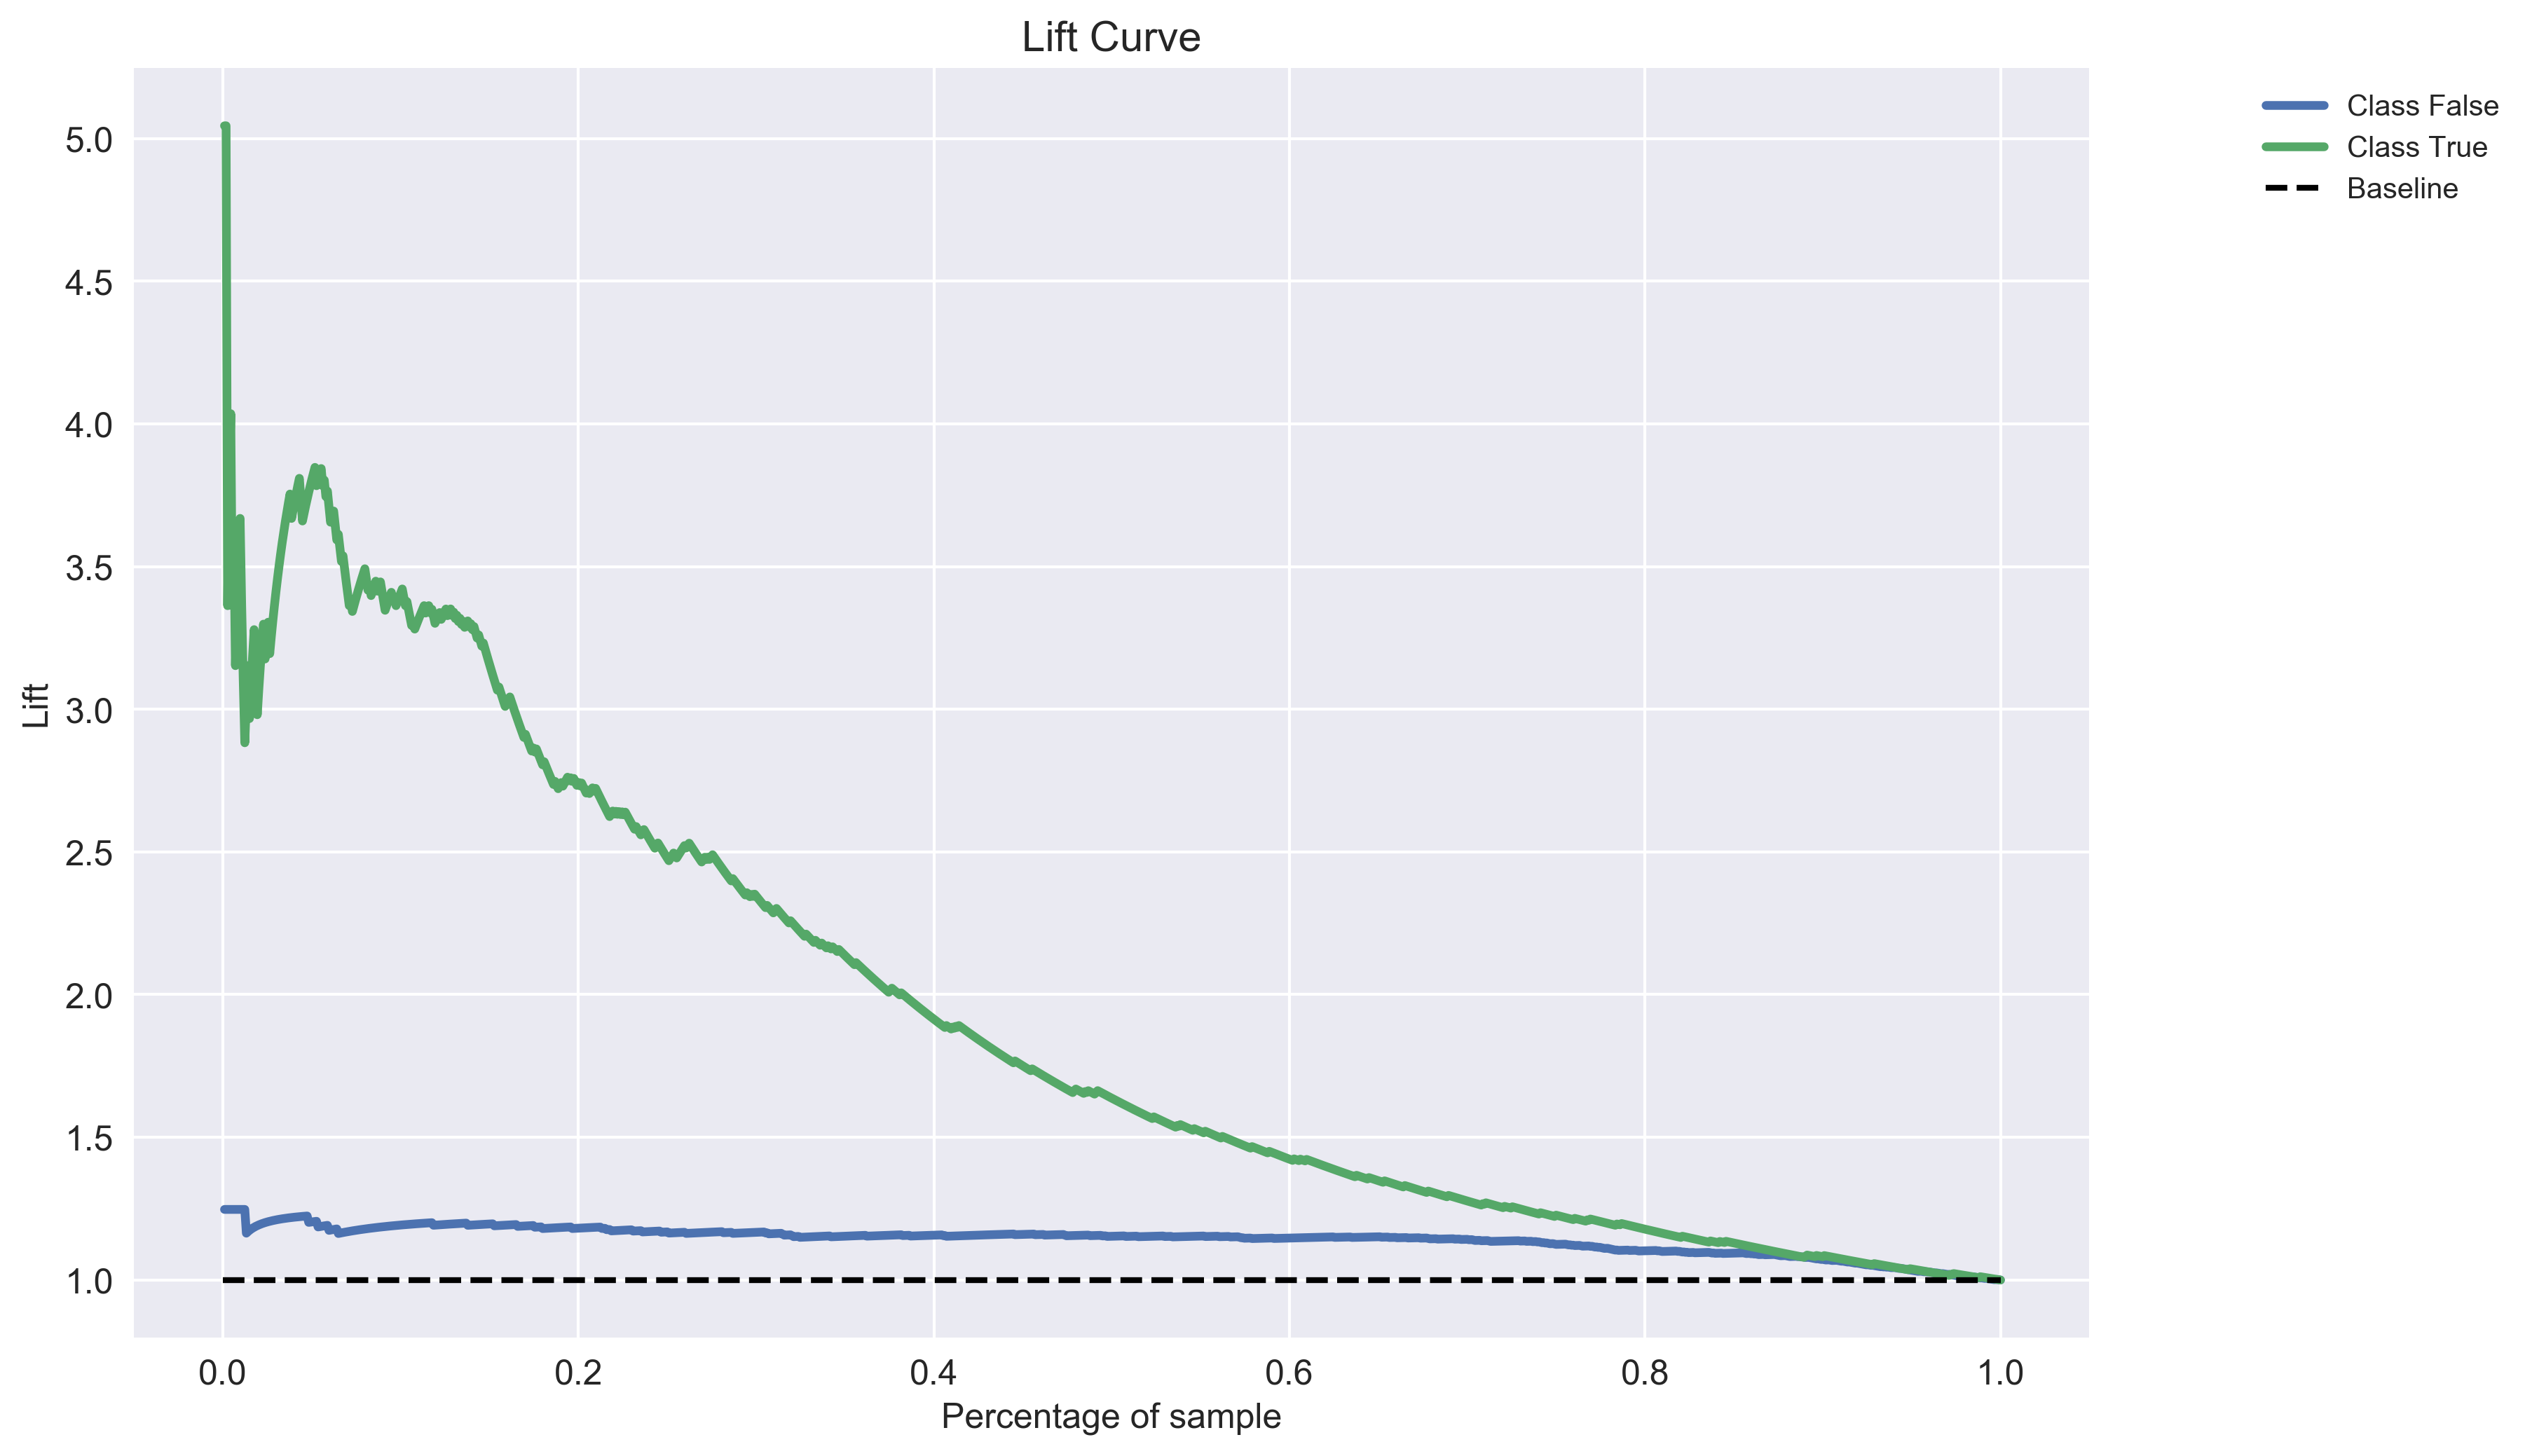 Lift Curve
Class False
Class True
Baseline
5.0
4.5
4.0
3.5
3.0
2.5
2.0
1.5
1.0
Lift
0.0 0.2 0.4 0.6 0.8 1.0
Percentage of sample